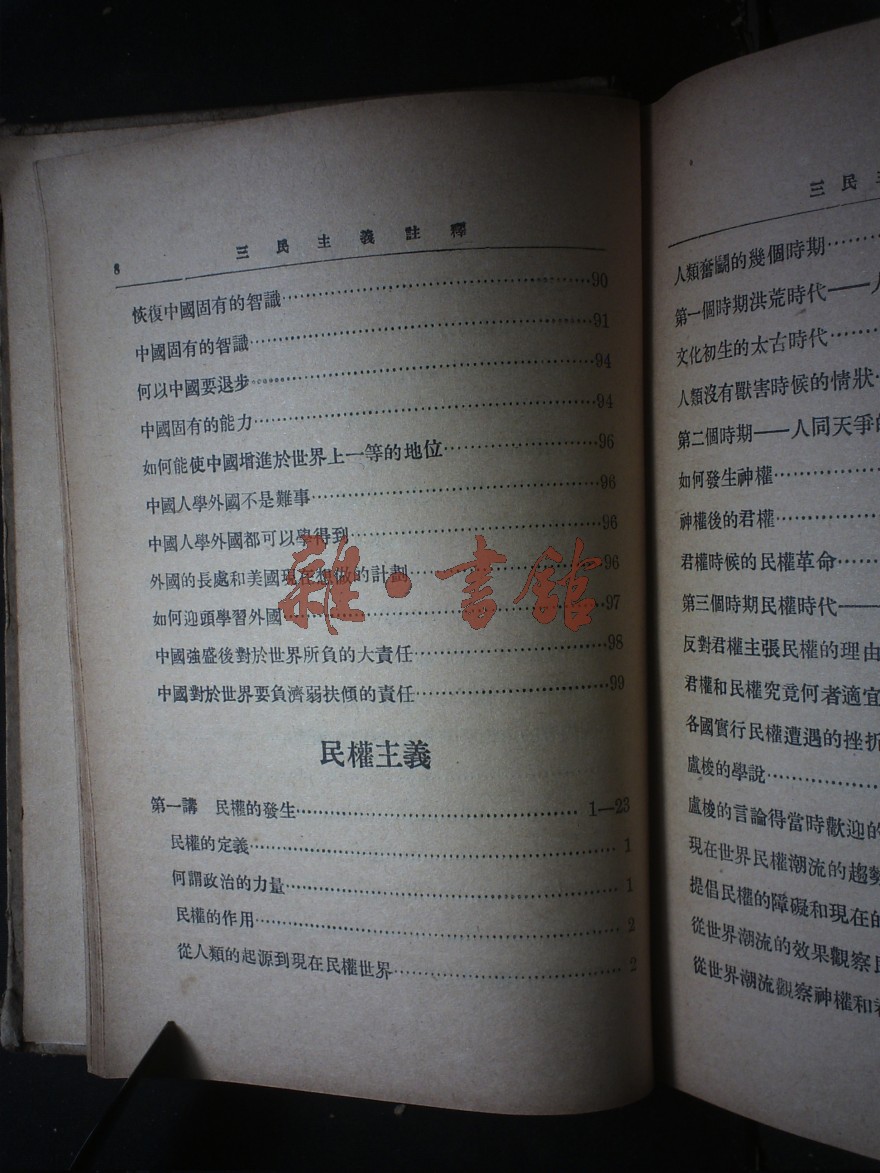 8 三民主義註釋
恢復中國固有的智識……90
中國固有的智識……91
何以中國要退步……94
中國固有的能力……94
如何能使中國增進於世界上一等的地位……96
中國人學外國不是難事……96
中國人學外國都可以學得到……96
外國的長處和美國現在想做的計劃……96
如何迎頭學習外國……97
中國強盛後對於世界所負的大責任……98
中國對於世界要負濟弱扶傾的責任……99
民權主義
第一講 民權的發生……1—23
民權的定義……1
何謂政治的力量……1
民權的作用……2
從人類的起源到現在民權世界……2
雜·書館
三民
人類奮鬭的幾個時期……
第一個時期洪荒時代——
文化初生的太古時代……
人類沒有獸害時候的情狀
第二個時期——人同天爭
如何發生神權……
神權後的君權……
君權時候的民權革命……
第三個時期民權時代——
反對君權主張民權的理由
君權和民權究竟何者適宜
各國實行民權遭遇的挫折
盧梭的學說……
盧梭的言論得當時歡迎的
現在世界民權潮流的趨勢
提倡民權的障礙和現在的
從世界潮流的效果觀察
從世界潮流觀察神權和